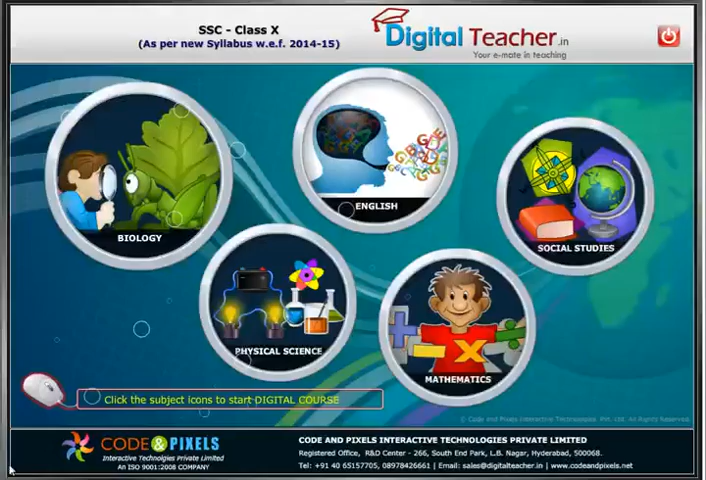 SSC - Class X
(As per new Syllabus w.e.f. 2014-15)
Digital Teacher.in
Your e-mate in teaching
BIOLOGY
ENGLISH
SOCIAL STUDIES
PHYSICAL SCIENCE
MATHEMATICS
Click the subject icons to start DIGITAL COURSE
© Code and Pixels Interactive Technologies. Pvt. Ltd. All Rights Reserved
CODE & PIXELS
Interactive Technolgies Private Limited
An ISO 9001:2008 COMPANY
CODE AND PIXELS INTERACTIVE TECHNOLOGIES PRIVATE LIMITED
Registered Office, R&D Center - 266, South End Park, L.B. Nagar, Hyderabad, 500068.
Tel: +91 40 65157705, 08978426661 | Email: sales@digitalteacher.in | www.codeandpixels.net